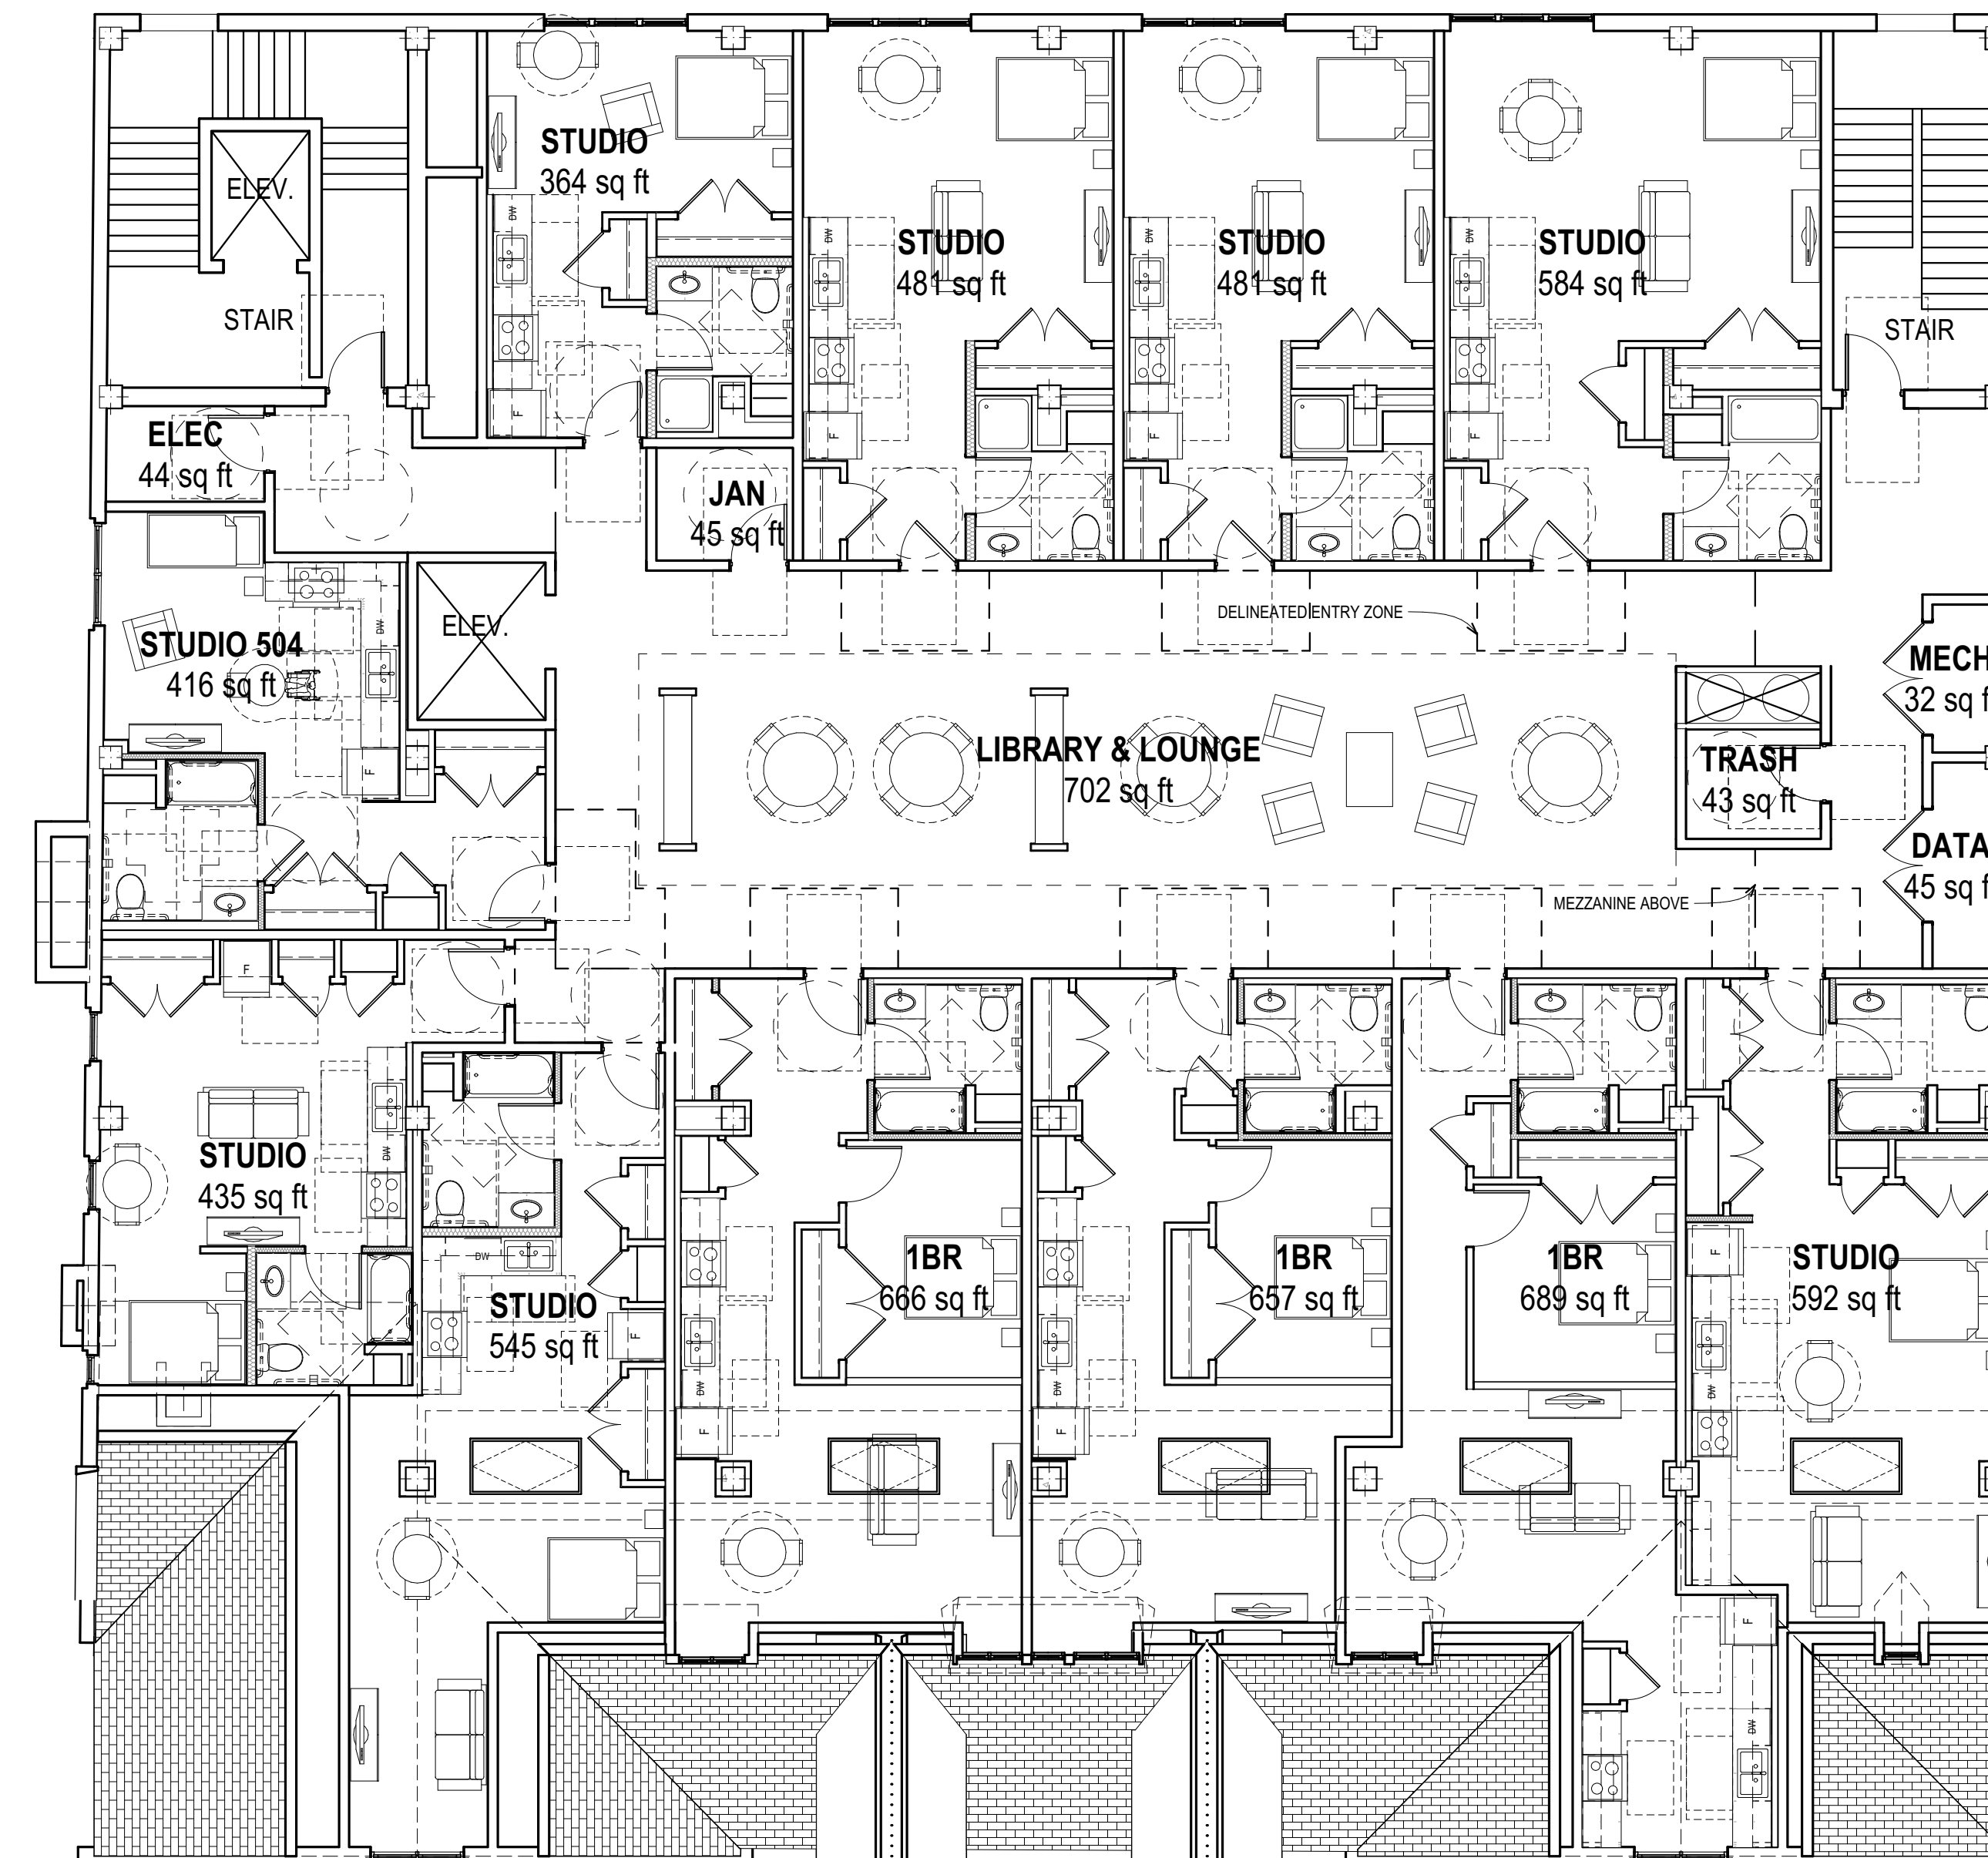 STUDIO
364 sq ft
ELEV.
STUDIO
481 sq ft
STUDIO
481 sq ft
STUDIO
584 sq ft
STAIR
STAIR
DW
DW
DW
DW
F
F
F
F
ELEC
44 sq ft
JAN
45 sq ft
DELINEATED ENTRY ZONE
ELEV.
STUDIO 504
416 sq ft
DW
F
MECH
32 sq f
LIBRARY & LOUNGE
702 sq ft
TRASH
43 sq ft
DATA
45 sq f
MEZZANINE ABOVE
F
STUDIO
435 sq ft
DW
1BR
666 sq ft
1BR
657 sq ft
1BR
689 sq ft
STUDIO
592 sq ft
DW
F
STUDIO
545 sq ft
F
DW
DW
DW
F
F
F
DW